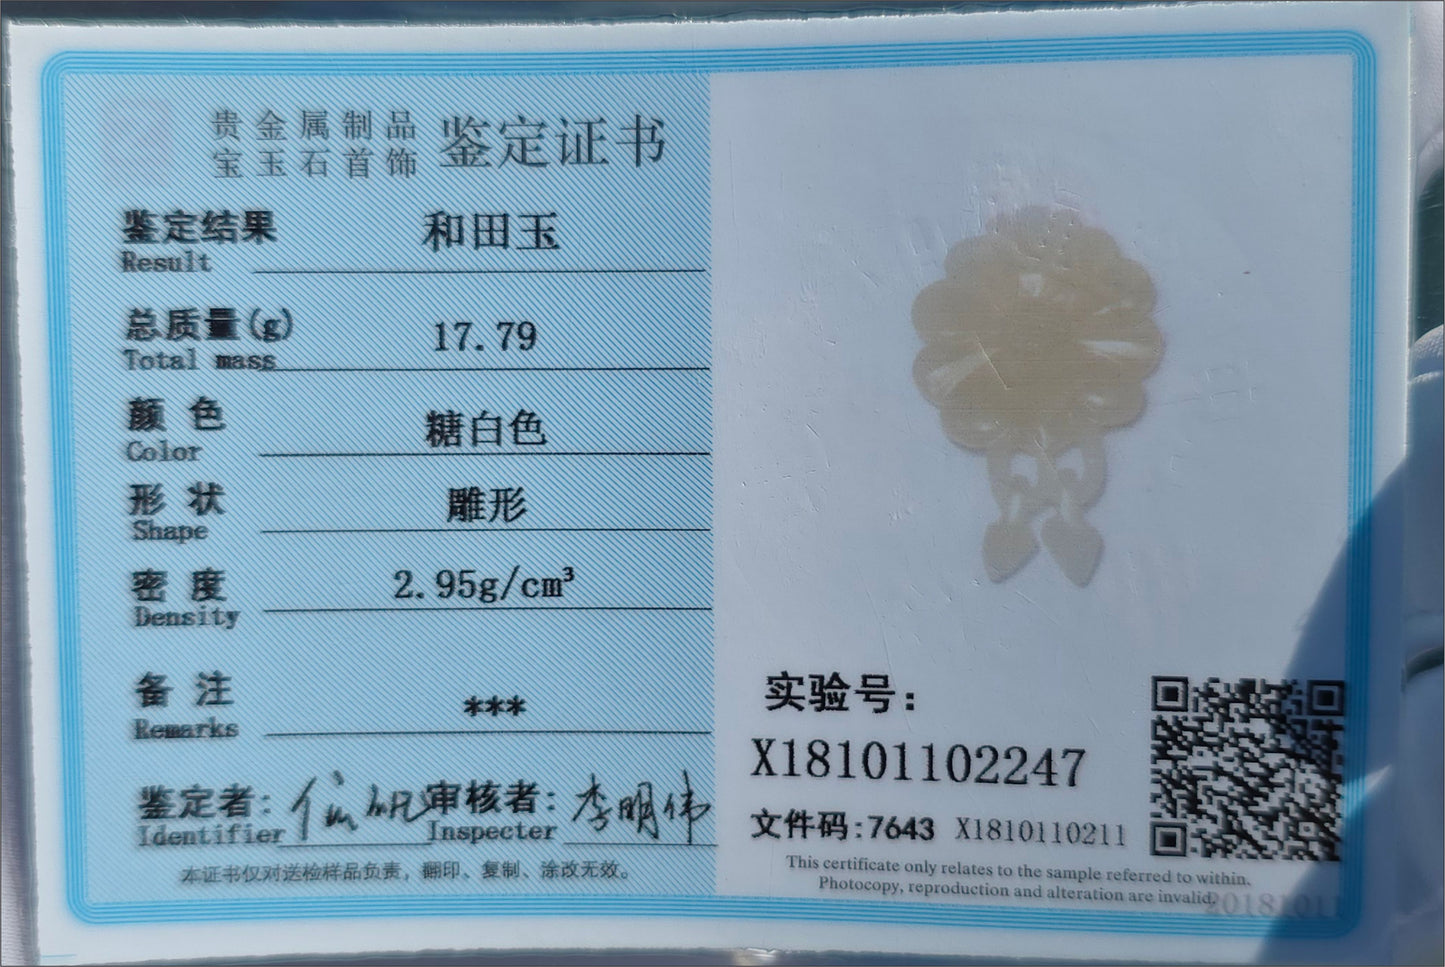 贵金属制品
宝玉石首饰
鉴定证书
鉴定结果 和田玉
Result
总质量(g) 17.79
Total mass
颜 色 糖白色
Color
形 状 雕形
Shape
密 度 2.95g/cm³
Density
备 注 ***
Remarks
鉴定者: 审核者: 李明伟
Identifier Inspecter
本证书仅对送检样品负责，翻印、复制、涂改无效。
实验号:
X18101102247
文件码:7643 X1810110211
This certificate only relates to the sample referred to within.
Photocopy, reproduction and alteration are invalid.
2018101